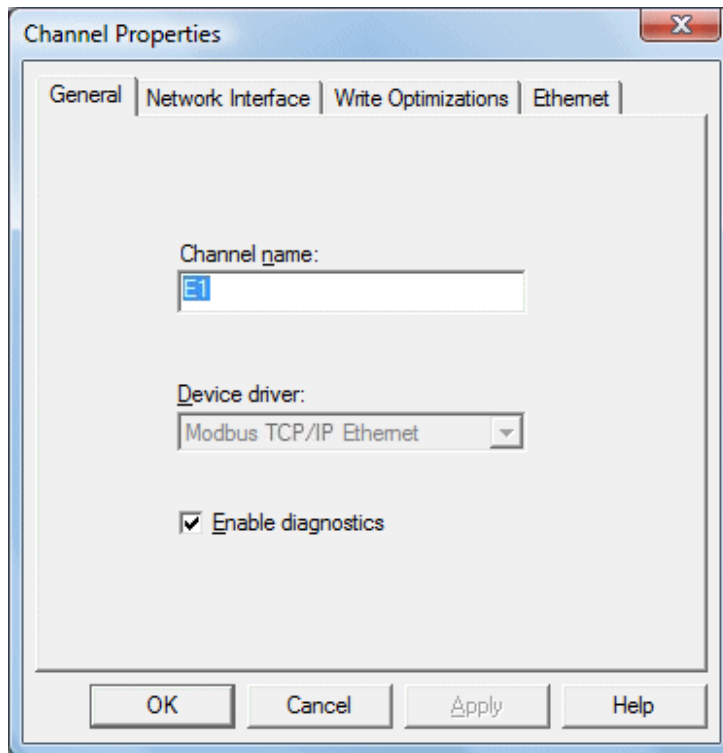 Channel Properties
General Network Interface Write Optimizations Ethernet
Channel name:
E1
Device driver:
Modbus TCP/IP Ethernet
Enable diagnostics
OK Cancel Apply Help